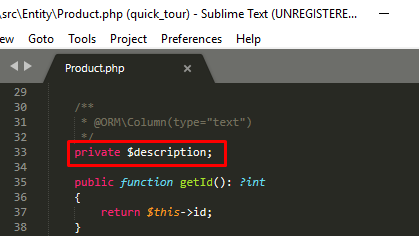 \src\Entity\Product.php (quick_tour) - Sublime Text (UNREGISTERE
Goto Tools Project Preferences Help
Product.php ×
29
30 /**
31 * @ORM\Column(type="text")
32 */
33 private $description;
34
35 public function getId(): ?int
36 {
37 return $this->id;
38 }